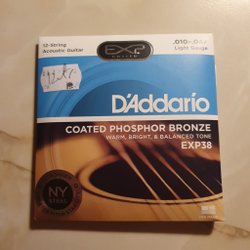 12-String
Acoustic Guitar
EXP
COATED
.010-.047
Light Gauge
D'Addario
COATED PHOSPHOR BRONZE
WARM, BRIGHT, & BALANCED TONE
EXP38
NY
STEEL